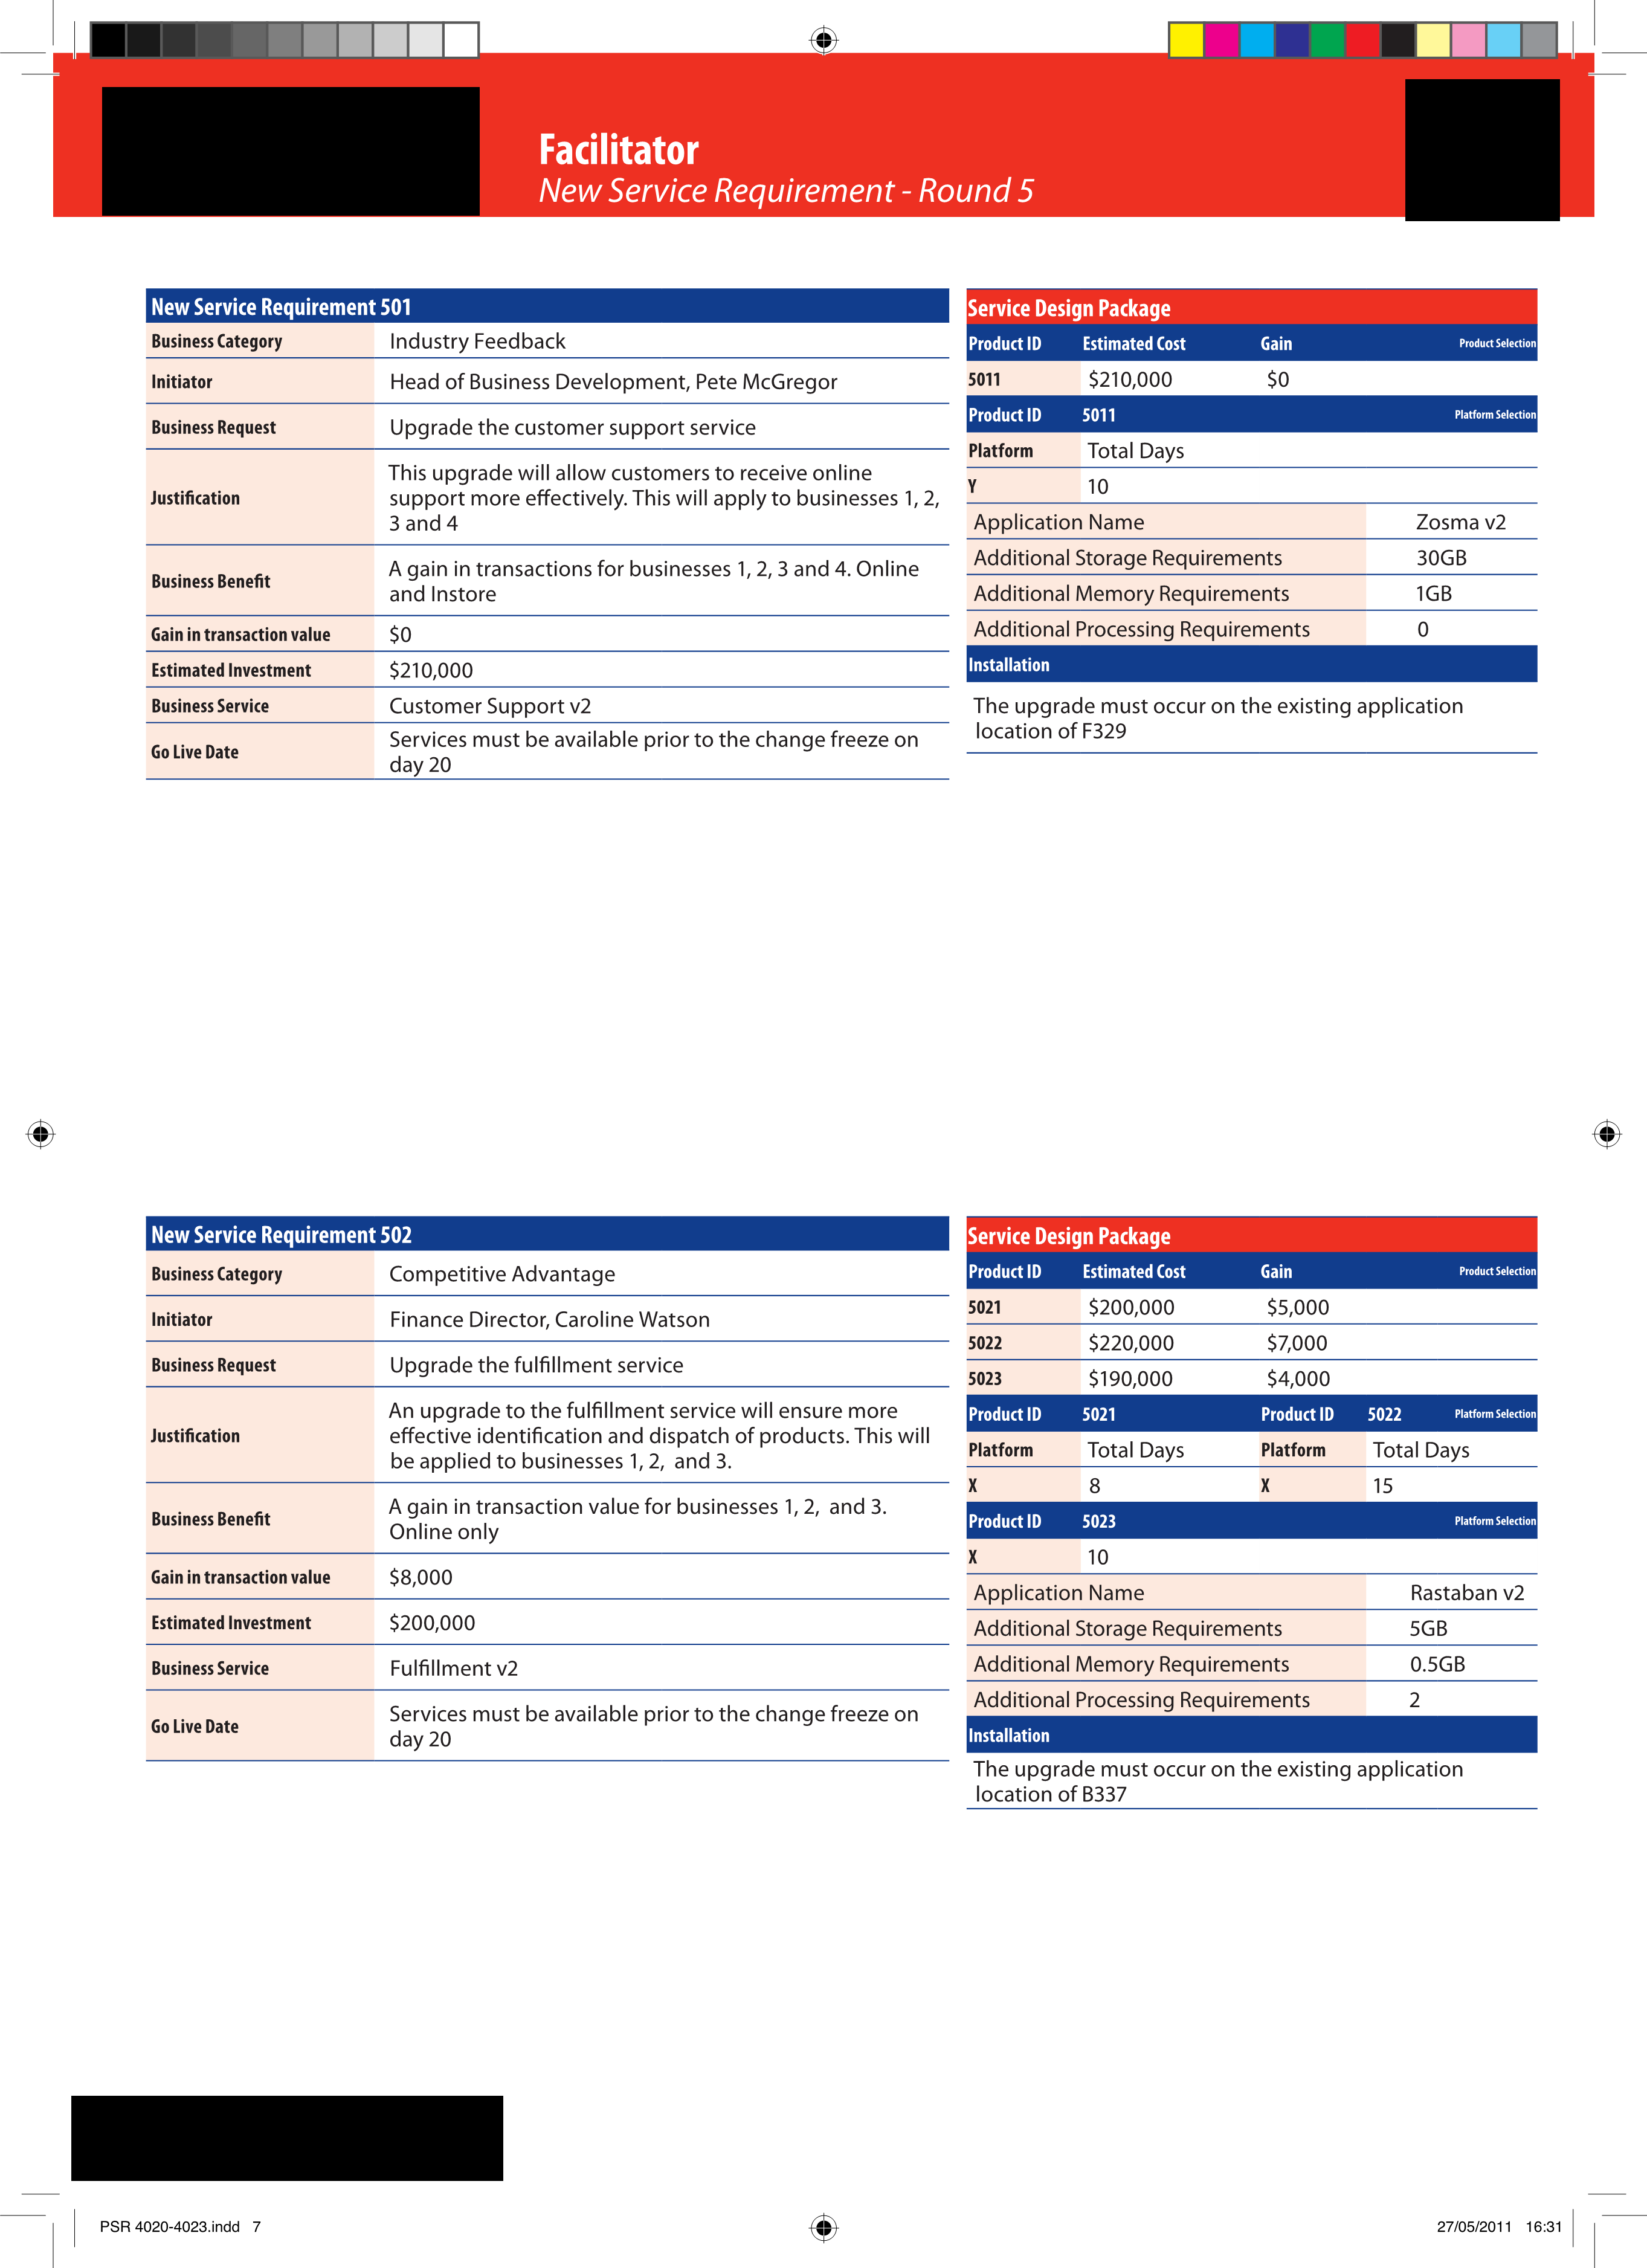 Facilitator
New Service Requirement - Round 5
New Service Requirement 501
Business Category Industry Feedback
Initiator Head of Business Development, Pete McGregor
Business Request Upgrade the customer support service
Justification This upgrade will allow customers to receive online
support more effectively. This will apply to businesses 1, 2,
3 and 4
Business Benefit A gain in transactions for businesses 1, 2, 3 and 4. Online
and Instore
Gain in transaction value $0
Estimated Investment $210,000
Business Service Customer Support v2
Go Live Date Services must be available prior to the change freeze on
day 20
Service Design Package
Product ID Estimated Cost Gain Product Selection
5011 $210,000 $0
Product ID 5011 Platform Selection
Platform Total Days
Y 10
Application Name Zosma v2
Additional Storage Requirements 30GB
Additional Memory Requirements 1GB
Additional Processing Requirements 0
Installation
The upgrade must occur on the existing application
location of F329
New Service Requirement 502
Business Category Competitive Advantage
Initiator Finance Director, Caroline Watson
Business Request Upgrade the fulfillment service
Justification An upgrade to the fulfillment service will ensure more
effective identification and dispatch of products. This will
be applied to businesses 1, 2, and 3.
Business Benefit A gain in transaction value for businesses 1, 2, and 3.
Online only
Gain in transaction value $8,000
Estimated Investment $200,000
Business Service Fulfillment v2
Go Live Date Services must be available prior to the change freeze on
day 20
Service Design Package
Product ID Estimated Cost Gain Product Selection
5021 $200,000 $5,000
5022 $220,000 $7,000
5023 $190,000 $4,000
Product ID 5021 Product ID 5022 Platform Selection
Platform Total Days Platform Total Days
X 8 X 15
Product ID 5023 Platform Selection
X 10
Application Name Rastaban v2
Additional Storage Requirements 5GB
Additional Memory Requirements 0.5GB
Additional Processing Requirements 2
Installation
The upgrade must occur on the existing application
location of B337
PSR 4020-4023.indd 7 27/05/2011 16:31